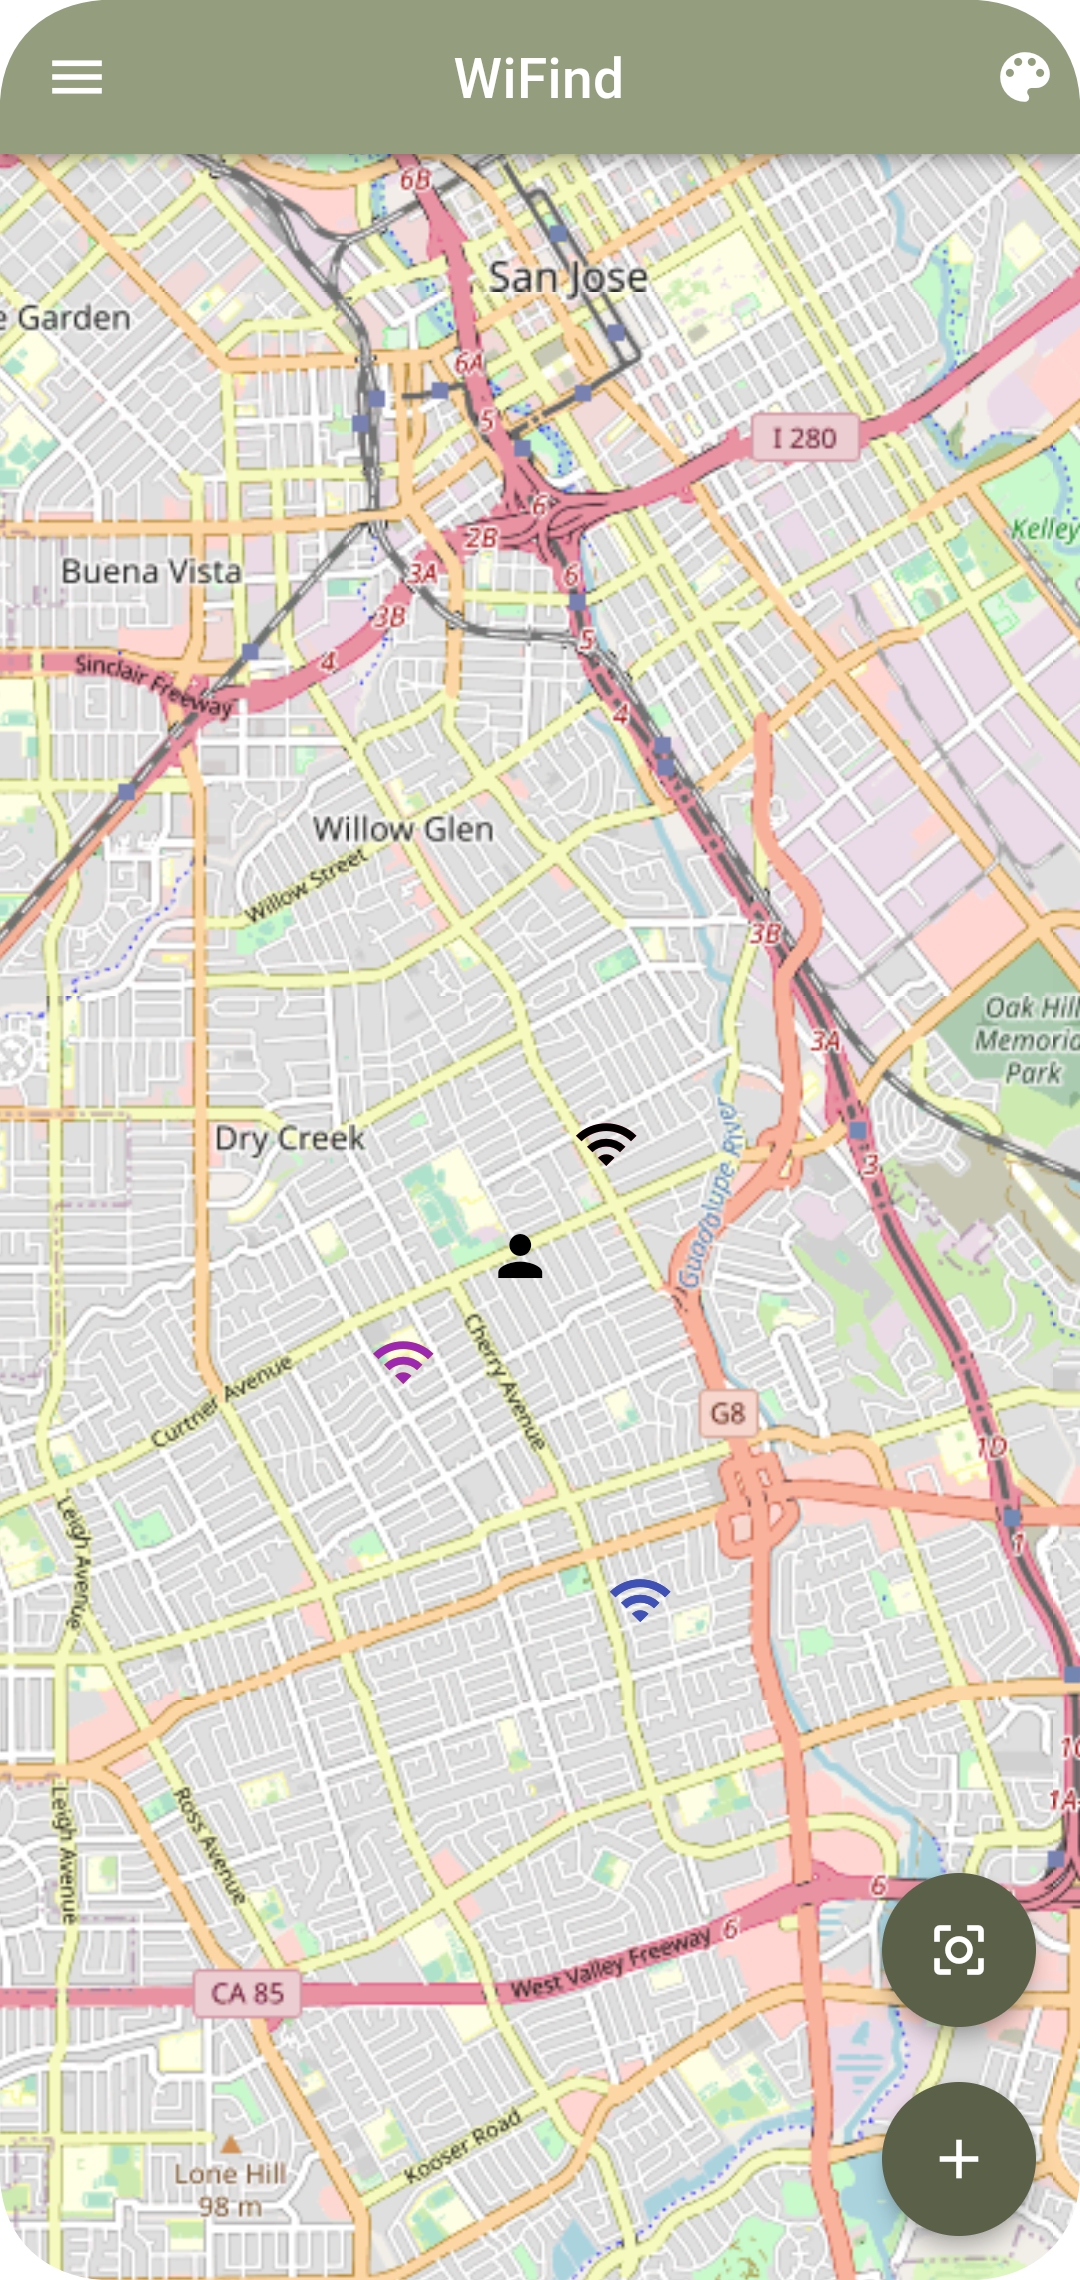 WiFind
6B
San Jose
e Garden
6A
5
I 280
6
2B
Kelley
Buena Vista
3A
6
3B
5
4
Sinclair Freeway
4
Willow Glen
Willow Street
3B
Oak Hill
Memoria
Park
3A
Dry Creek
Guadalupe River
3
Cherry Avenue
Curtner Avenue
G8
1D
Leigh Avenue
1
10
1A
Leigh Avenue
Ross Avenue
6
6
West Valley Freeway
CA 85
Kooser Road
Lone Hill
98 m